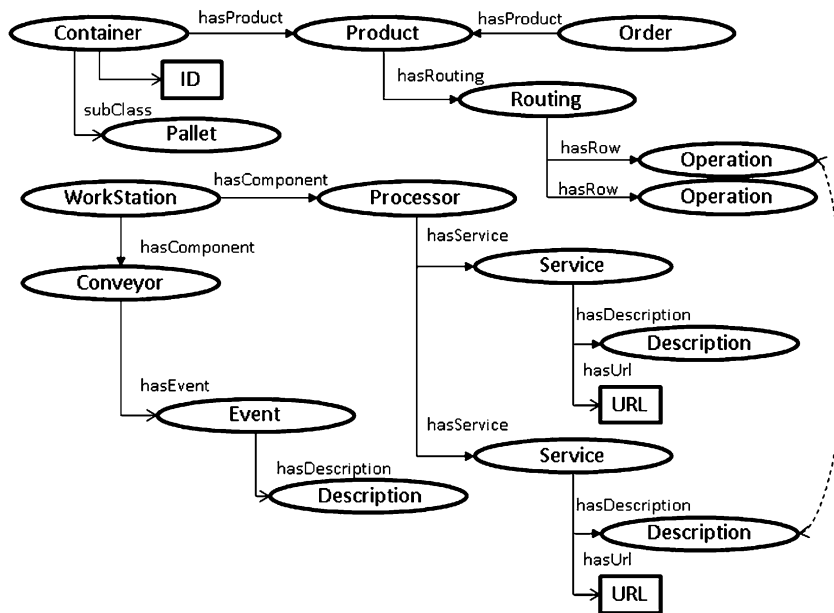 hasProduct
hasProduct
Container
Product
Order
hasRouting
ID
Routing
subClass
Pallet
hasRow
Operation
hasComponent
hasRow
WorkStation
Processor
Operation
hasService
hasComponent
Service
Conveyor
hasDescription
Description
hasEvent
hasUrl
Event
URL
hasService
Service
hasDescription
Description
hasDescription
Description
hasUrl
URL